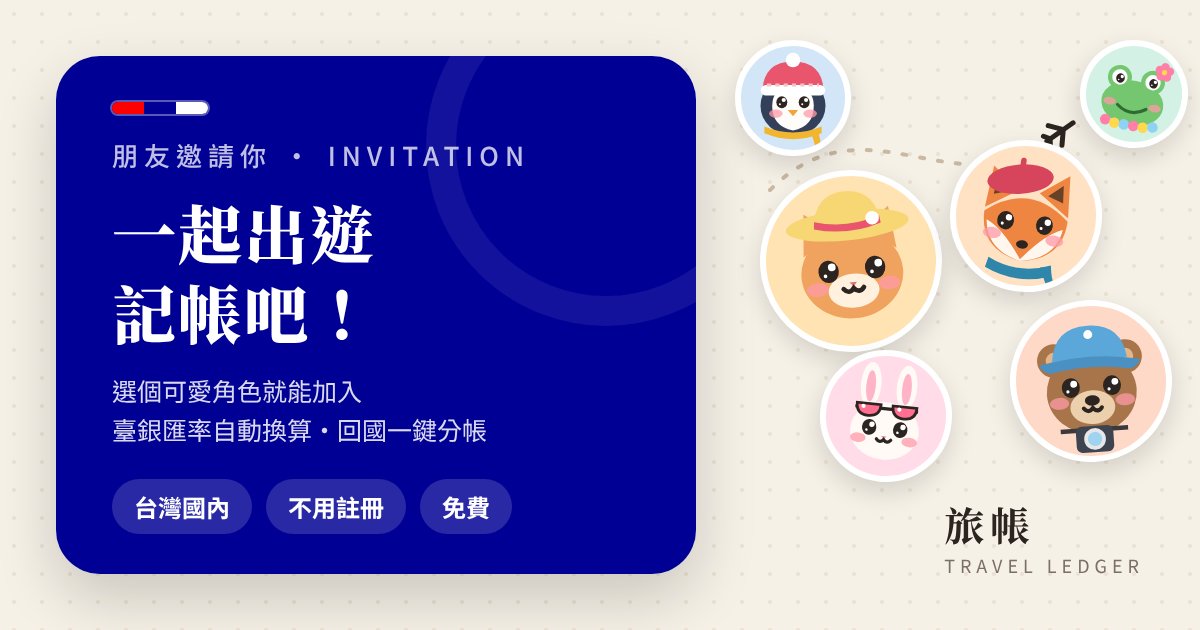 朋友邀請你 • INVITATION
一起出遊
記帳吧！
選個可愛角色就能加入
臺銀匯率自動換算・回國一鍵分帳
台灣國內 不用註冊 免費
旅帳
TRAVEL LEDGER